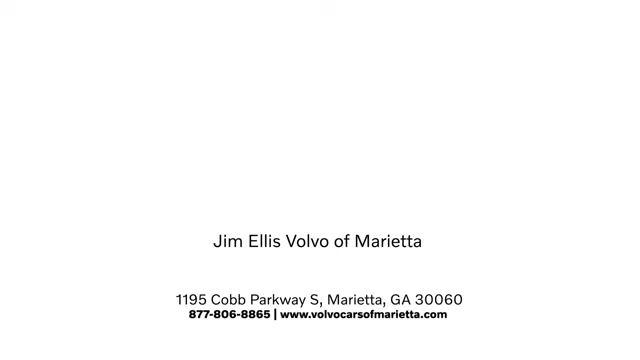 Jim Ellis Volvo of Marietta
1195 Cobb Parkway S, Marietta, GA 30060
877-806-8865 | www.volvocarsofmarietta.com